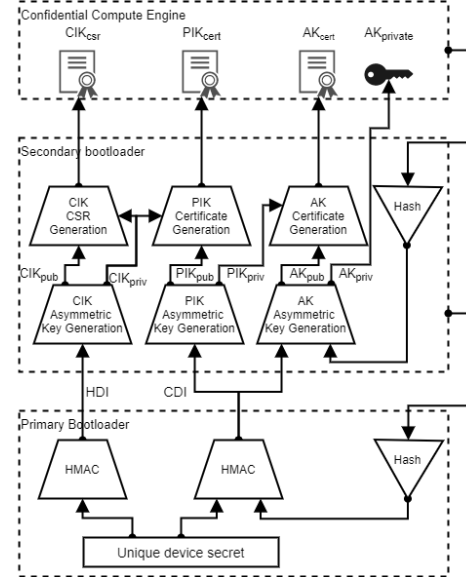 Confidential Compute Engine
CIKcsr
PIKcert
AKcert
AKprivate
Secondary bootloader
CIK
CSR
Generation
PIK
Certificate
Generation
AK
Certificate
Generation
Hash
CIKpub
CIKpriv
PIKpub
PIKpriv
AKpub
AKpriv
CIK
Asymmetric
Key Generation
PIK
Asymmetric
Key Generation
AK
Asymmetric
Key Generation
HDI
CDI
Primary Bootloader
HMAC
HMAC
Hash
Unique device secret